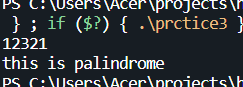 PS C:\Users\Acer\projects\
} ; if ($?) { .\prctice3 }
12321
this is palindrome
PS C:\Users\Acer\projects\